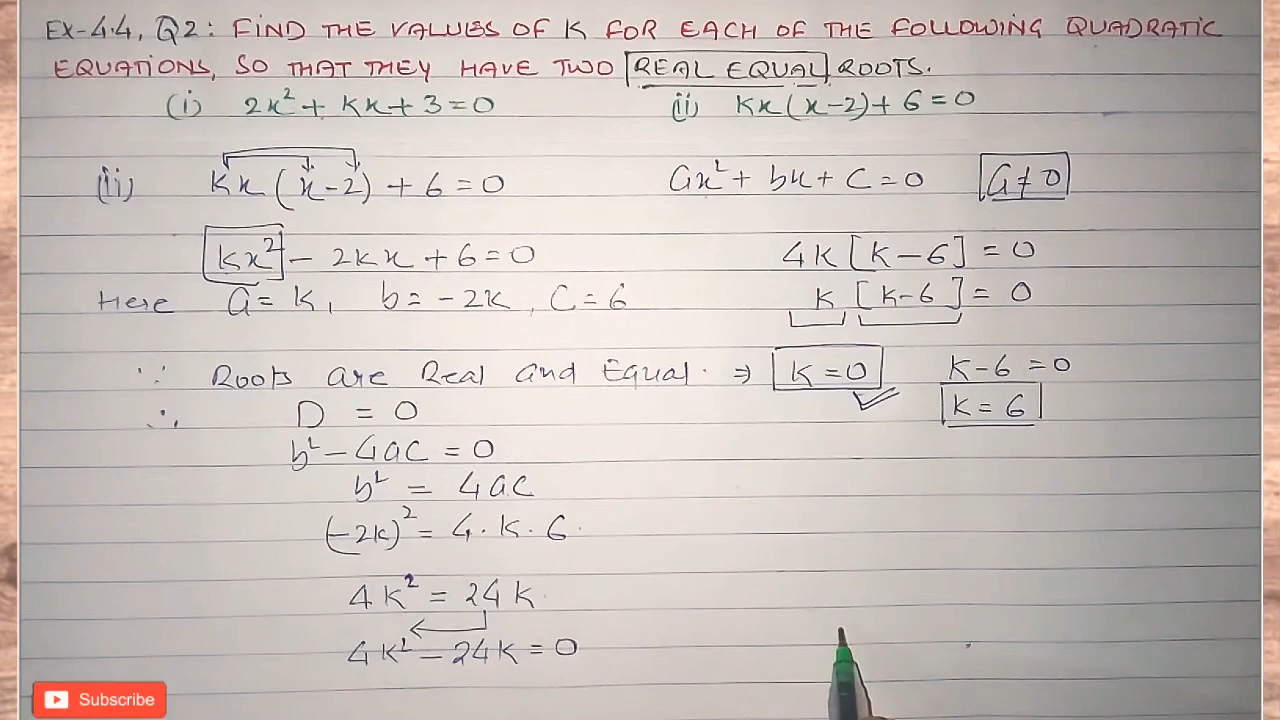 EX-4.4, Q2: FIND THE VALUES OF K FOR EACH OF THE FOLLOWING QUADRATIC
EQUATIONS, SO THAT THEY HAVE TWO REAL EQUAL ROOTS.
(i) 2x² + kx + 3 = 0 (ii) kx(x-2) + 6 = 0
(ii) kx(x-2) + 6 = 0
ax² + bx + c = 0 a ≠ 0
kx² - 2kx + 6 = 0
Here a = k, b = -2k, c = 6
4k[k-6] = 0
k[k-6] = 0
∵ Roots are Real and Equal. ⇒ k = 0 k-6 = 0
k = 6
∴ D = 0
b² - 4ac = 0
b² = 4ac
(-2k)² = 4·k·6.
4k² = 24k
4k² - 24k = 0
Subscribe